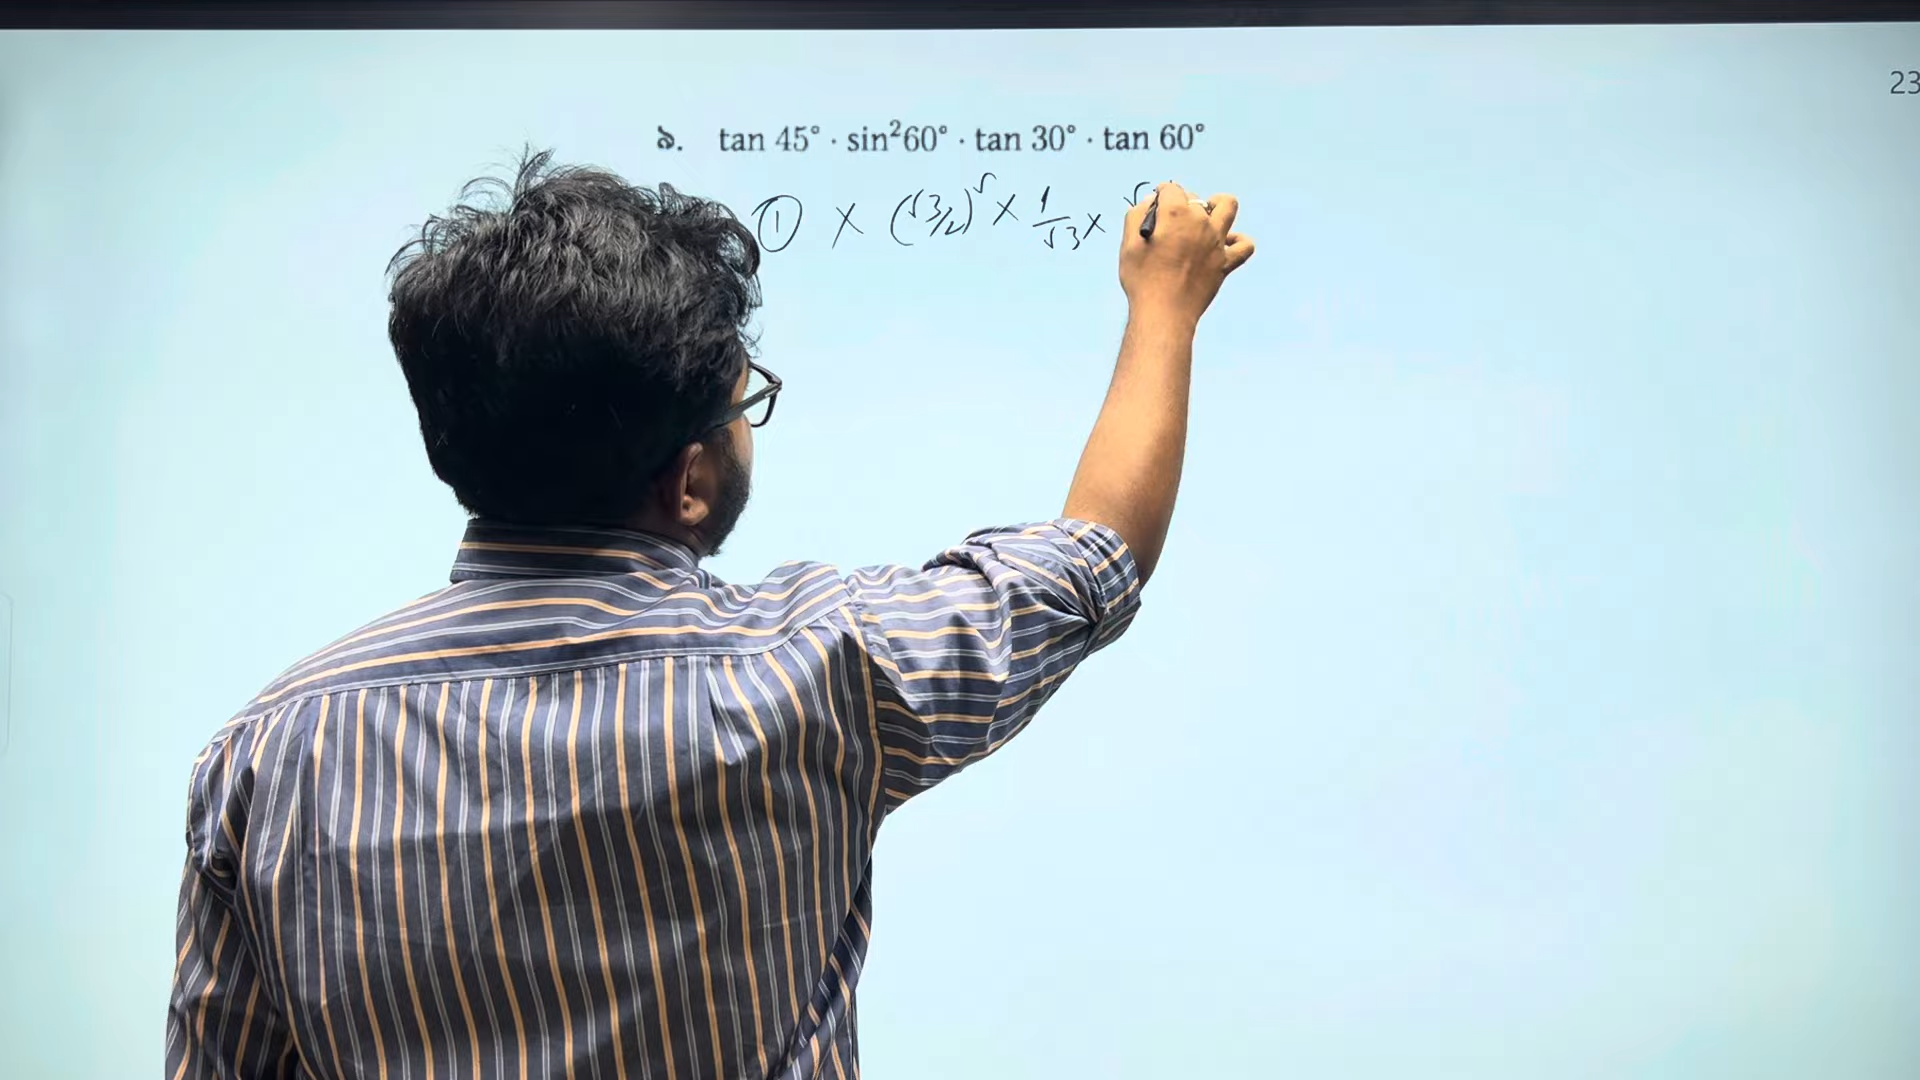 23
৯. tan 45° · sin²60° · tan 30° · tan 60°
① × (√3/2)² × 1/√3 × √